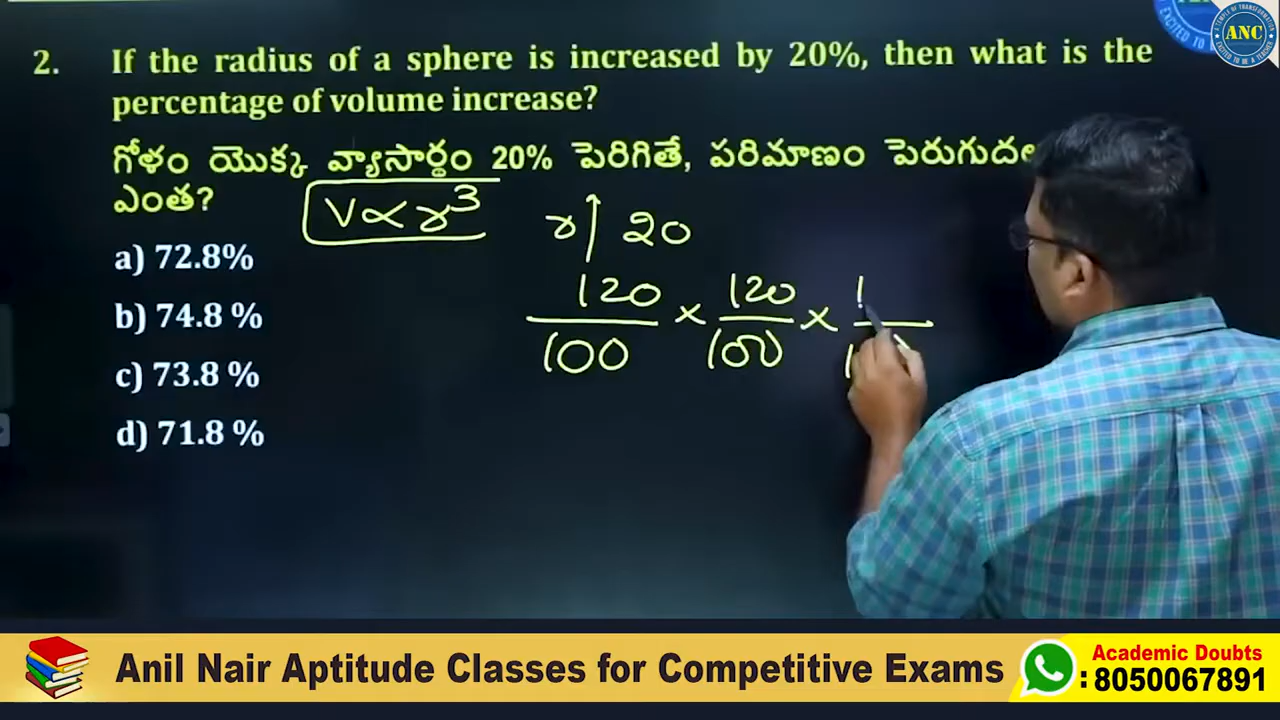 ANC
2. If the radius of a sphere is increased by 20%, then what is the
percentage of volume increase?
గోళం యొక్క వ్యాసార్థం 20% పెరిగితే, పరిమాణం
ఎంత?
V ∝ r³
r ↑ 20
120/100 × 120/100 × 1
a) 72.8%
b) 74.8 %
c) 73.8 %
d) 71.8 %
Anil Nair Aptitude Classes for Competitive Exams
Academic Doubts
: 8050067891